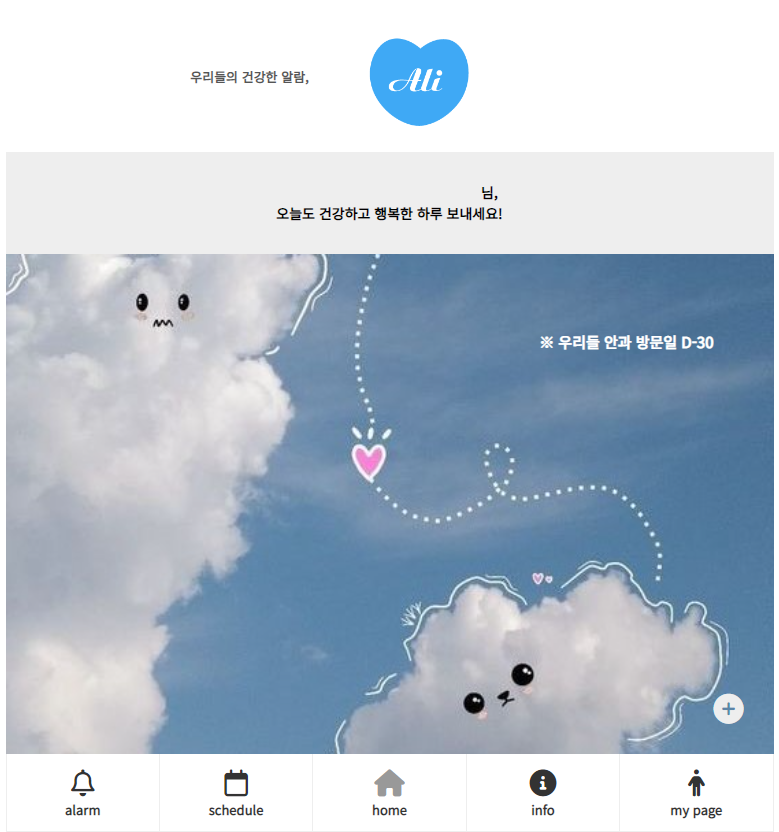 우리들의 건강한 알람,
Ali
님,
오늘도 건강하고 행복한 하루 보내세요!
※ 우리들 안과 방문일 D-30
alarm
schedule
home
info
my page